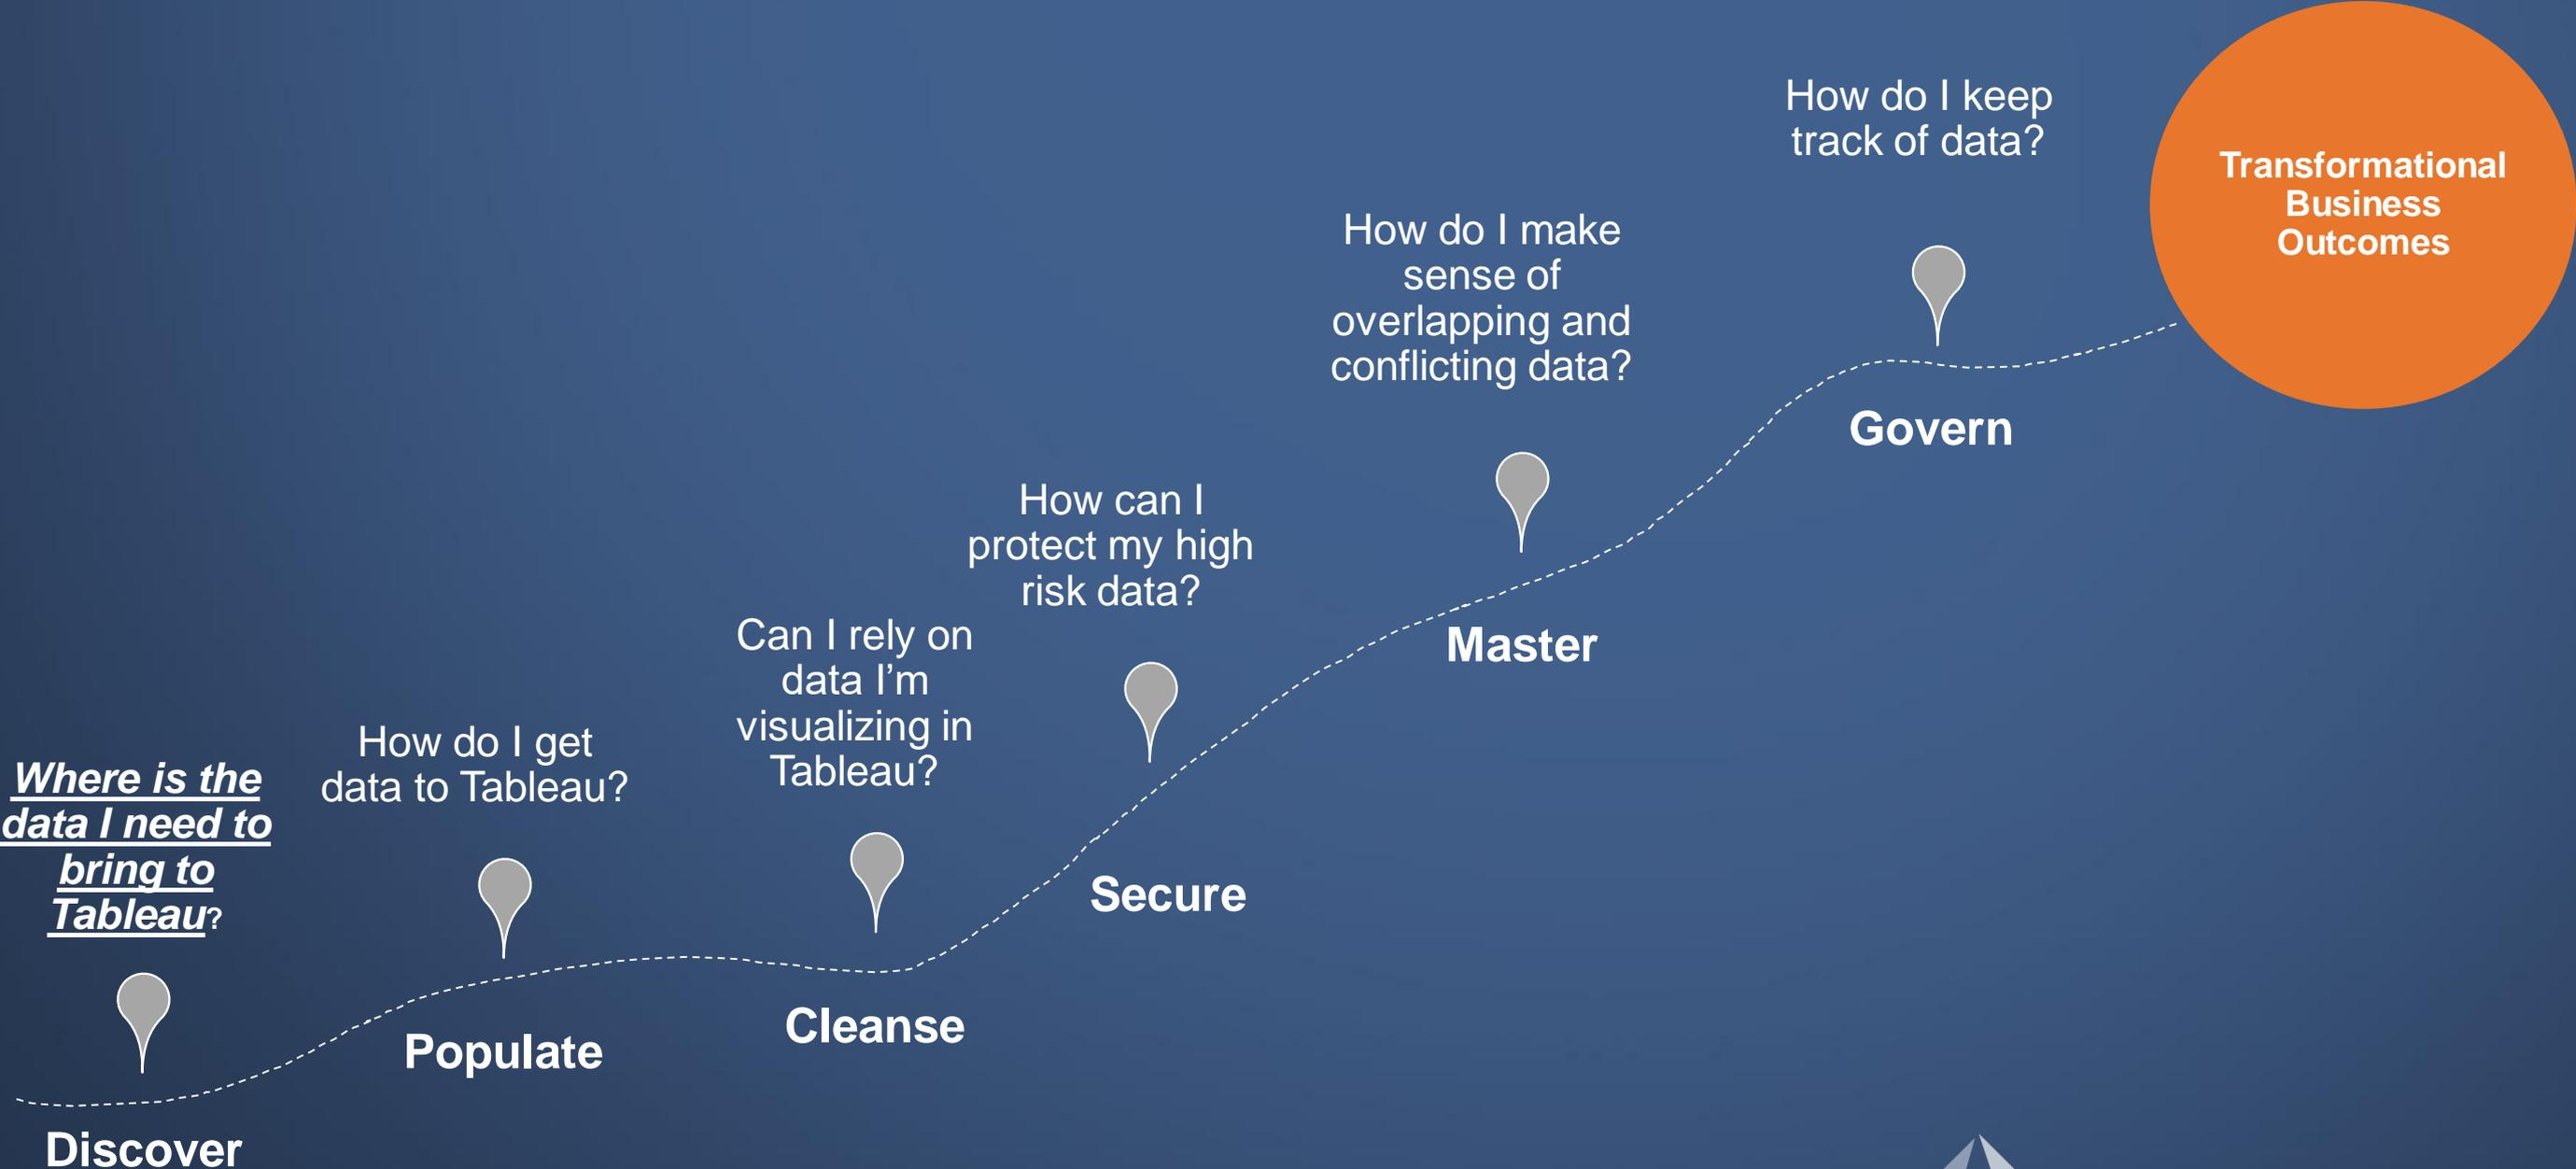 Where is the
data I need to
bring to
Tableau?
Discover
How do I get
data to Tableau?
Populate
Can I rely on
data I’m
visualizing in
Tableau?
Cleanse
How can I
protect my high
risk data?
Secure
How do I make
sense of
overlapping and
conflicting data?
Master
How do I keep
track of data?
Govern
Transformational
Business
Outcomes